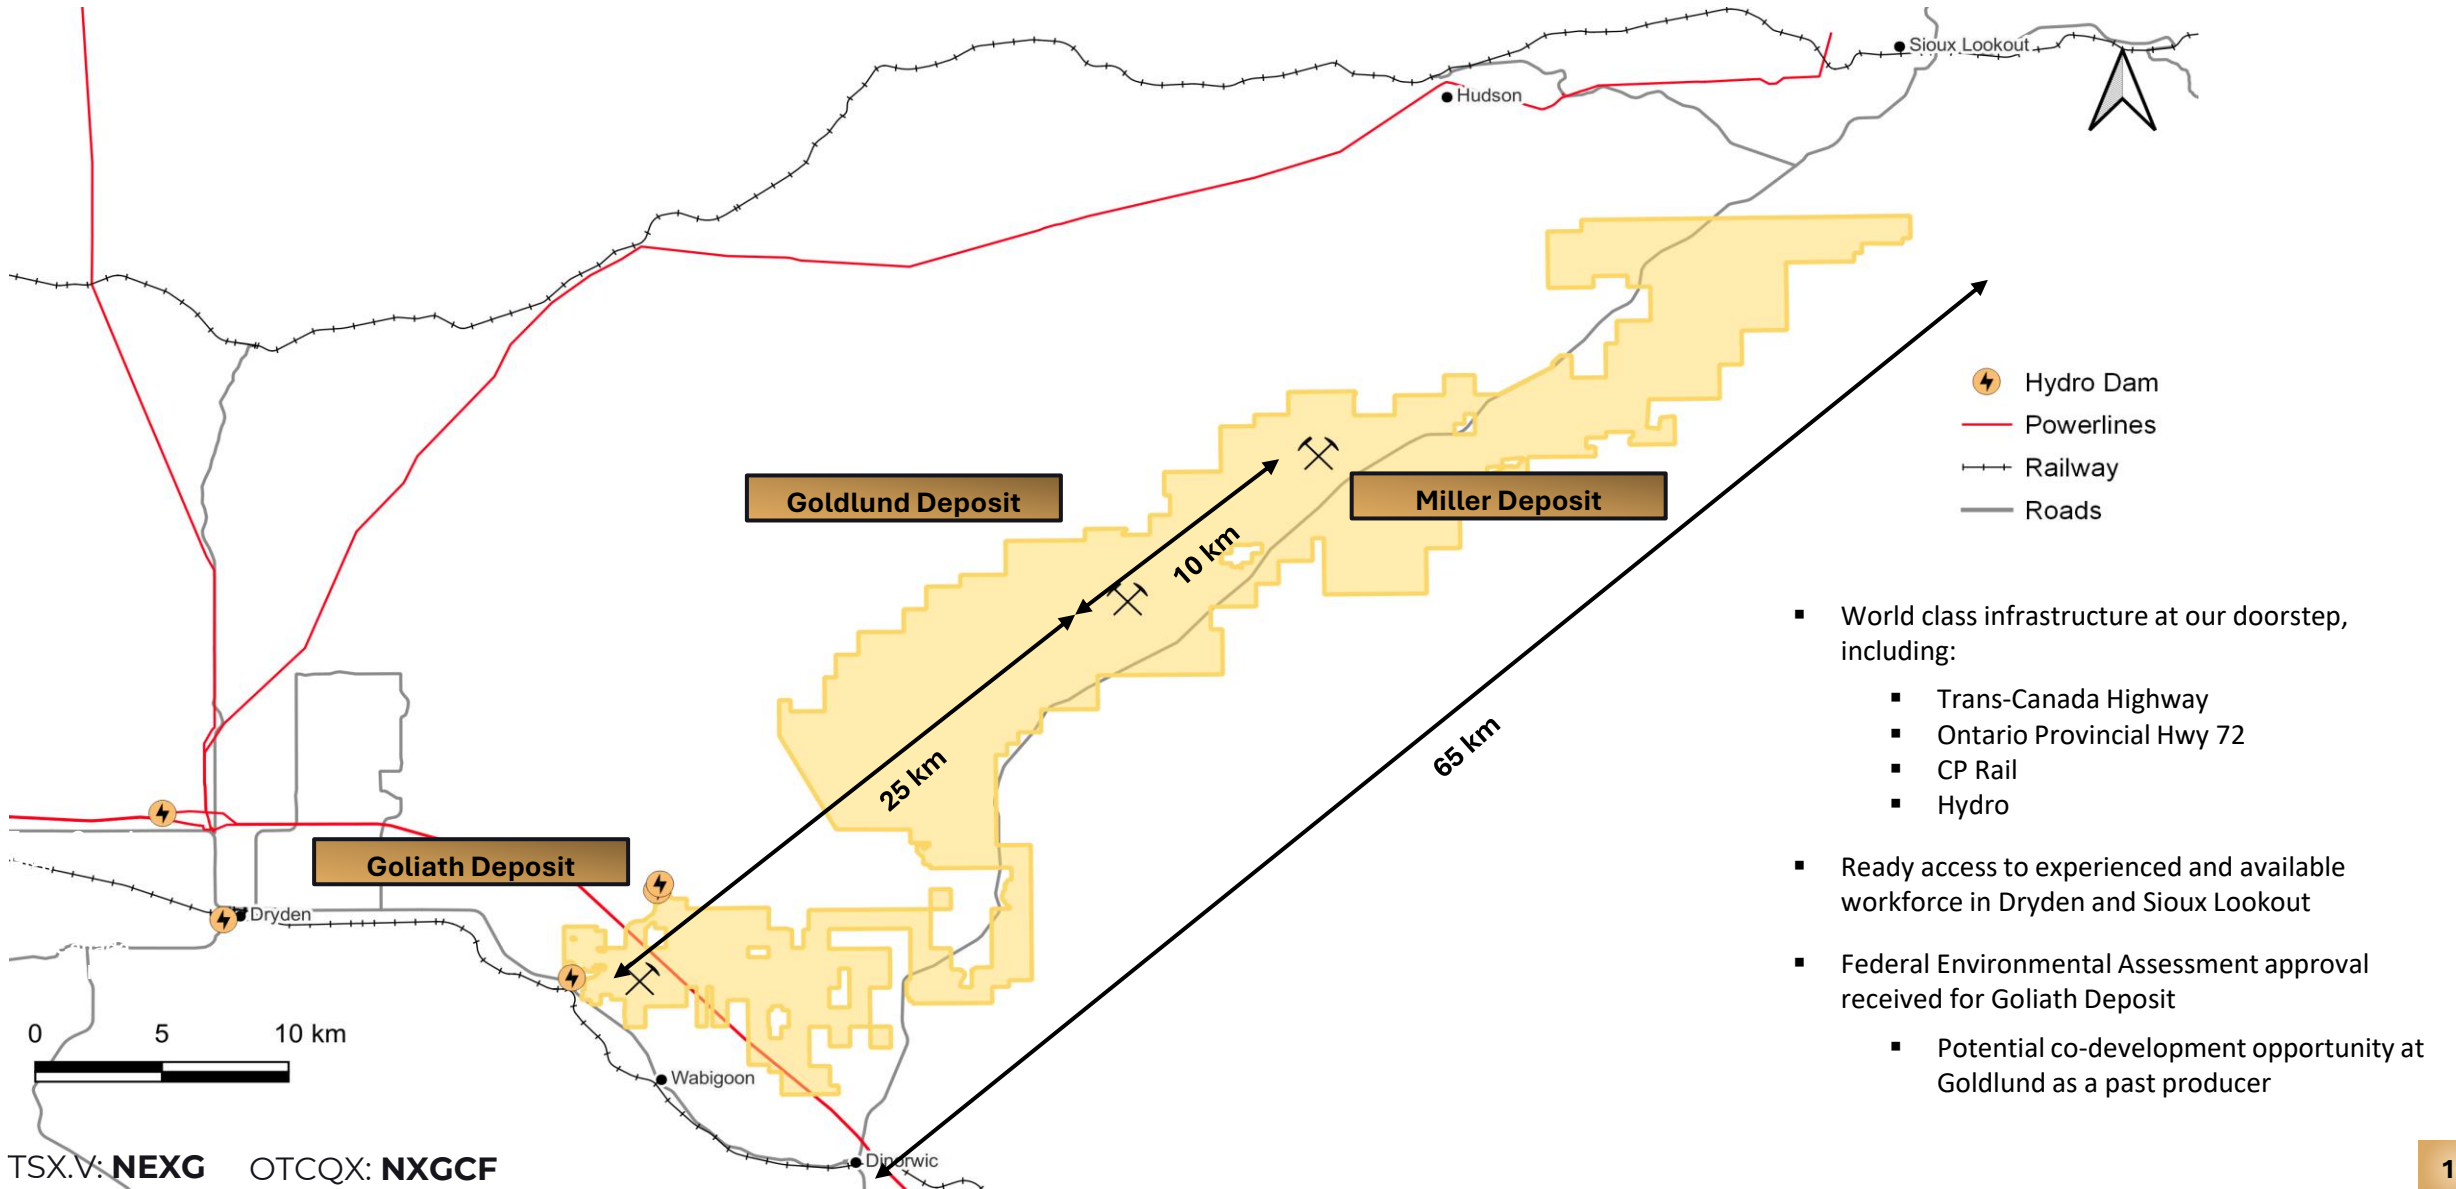 Sioux Lookout
Hudson
Hydro Dam
Powerlines
Railway
Roads
Goldlund Deposit
Miller Deposit
10 km
25 km
65 km
Goliath Deposit
Dryden
Wabigoon
Dinorwic
0 5 10 km
▪ World class infrastructure at our doorstep,
including:
▪ Trans-Canada Highway
▪ Ontario Provincial Hwy 72
▪ CP Rail
▪ Hydro
▪ Ready access to experienced and available
workforce in Dryden and Sioux Lookout
▪ Federal Environmental Assessment approval
received for Goliath Deposit
▪ Potential co-development opportunity at
Goldlund as a past producer
TSX.V: NEXG OTCQX: NXGCF
1